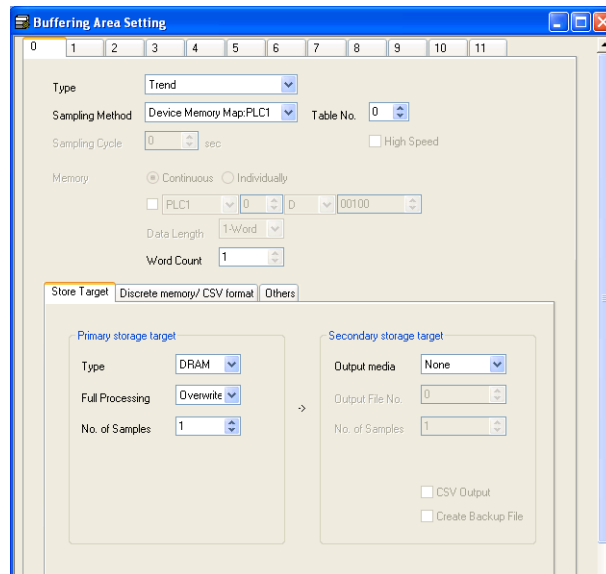 Buffering Area Setting
0 1 2 3 4 5 6 7 8 9 10 11
Type Trend
Sampling Method Device Memory Map:PLC1 Table No. 0
Sampling Cycle 0 sec High Speed
Memory Continuous Individually
PLC1 0 D 00100
Data Length 1-Word
Word Count 1
Store Target Discrete memory/ CSV format Others
Primary storage target Secondary storage target
Type DRAM Output media None
Full Processing Overwrite Output File No. 0
->
No. of Samples 1 No. of Samples 1
CSV Output
Create Backup File